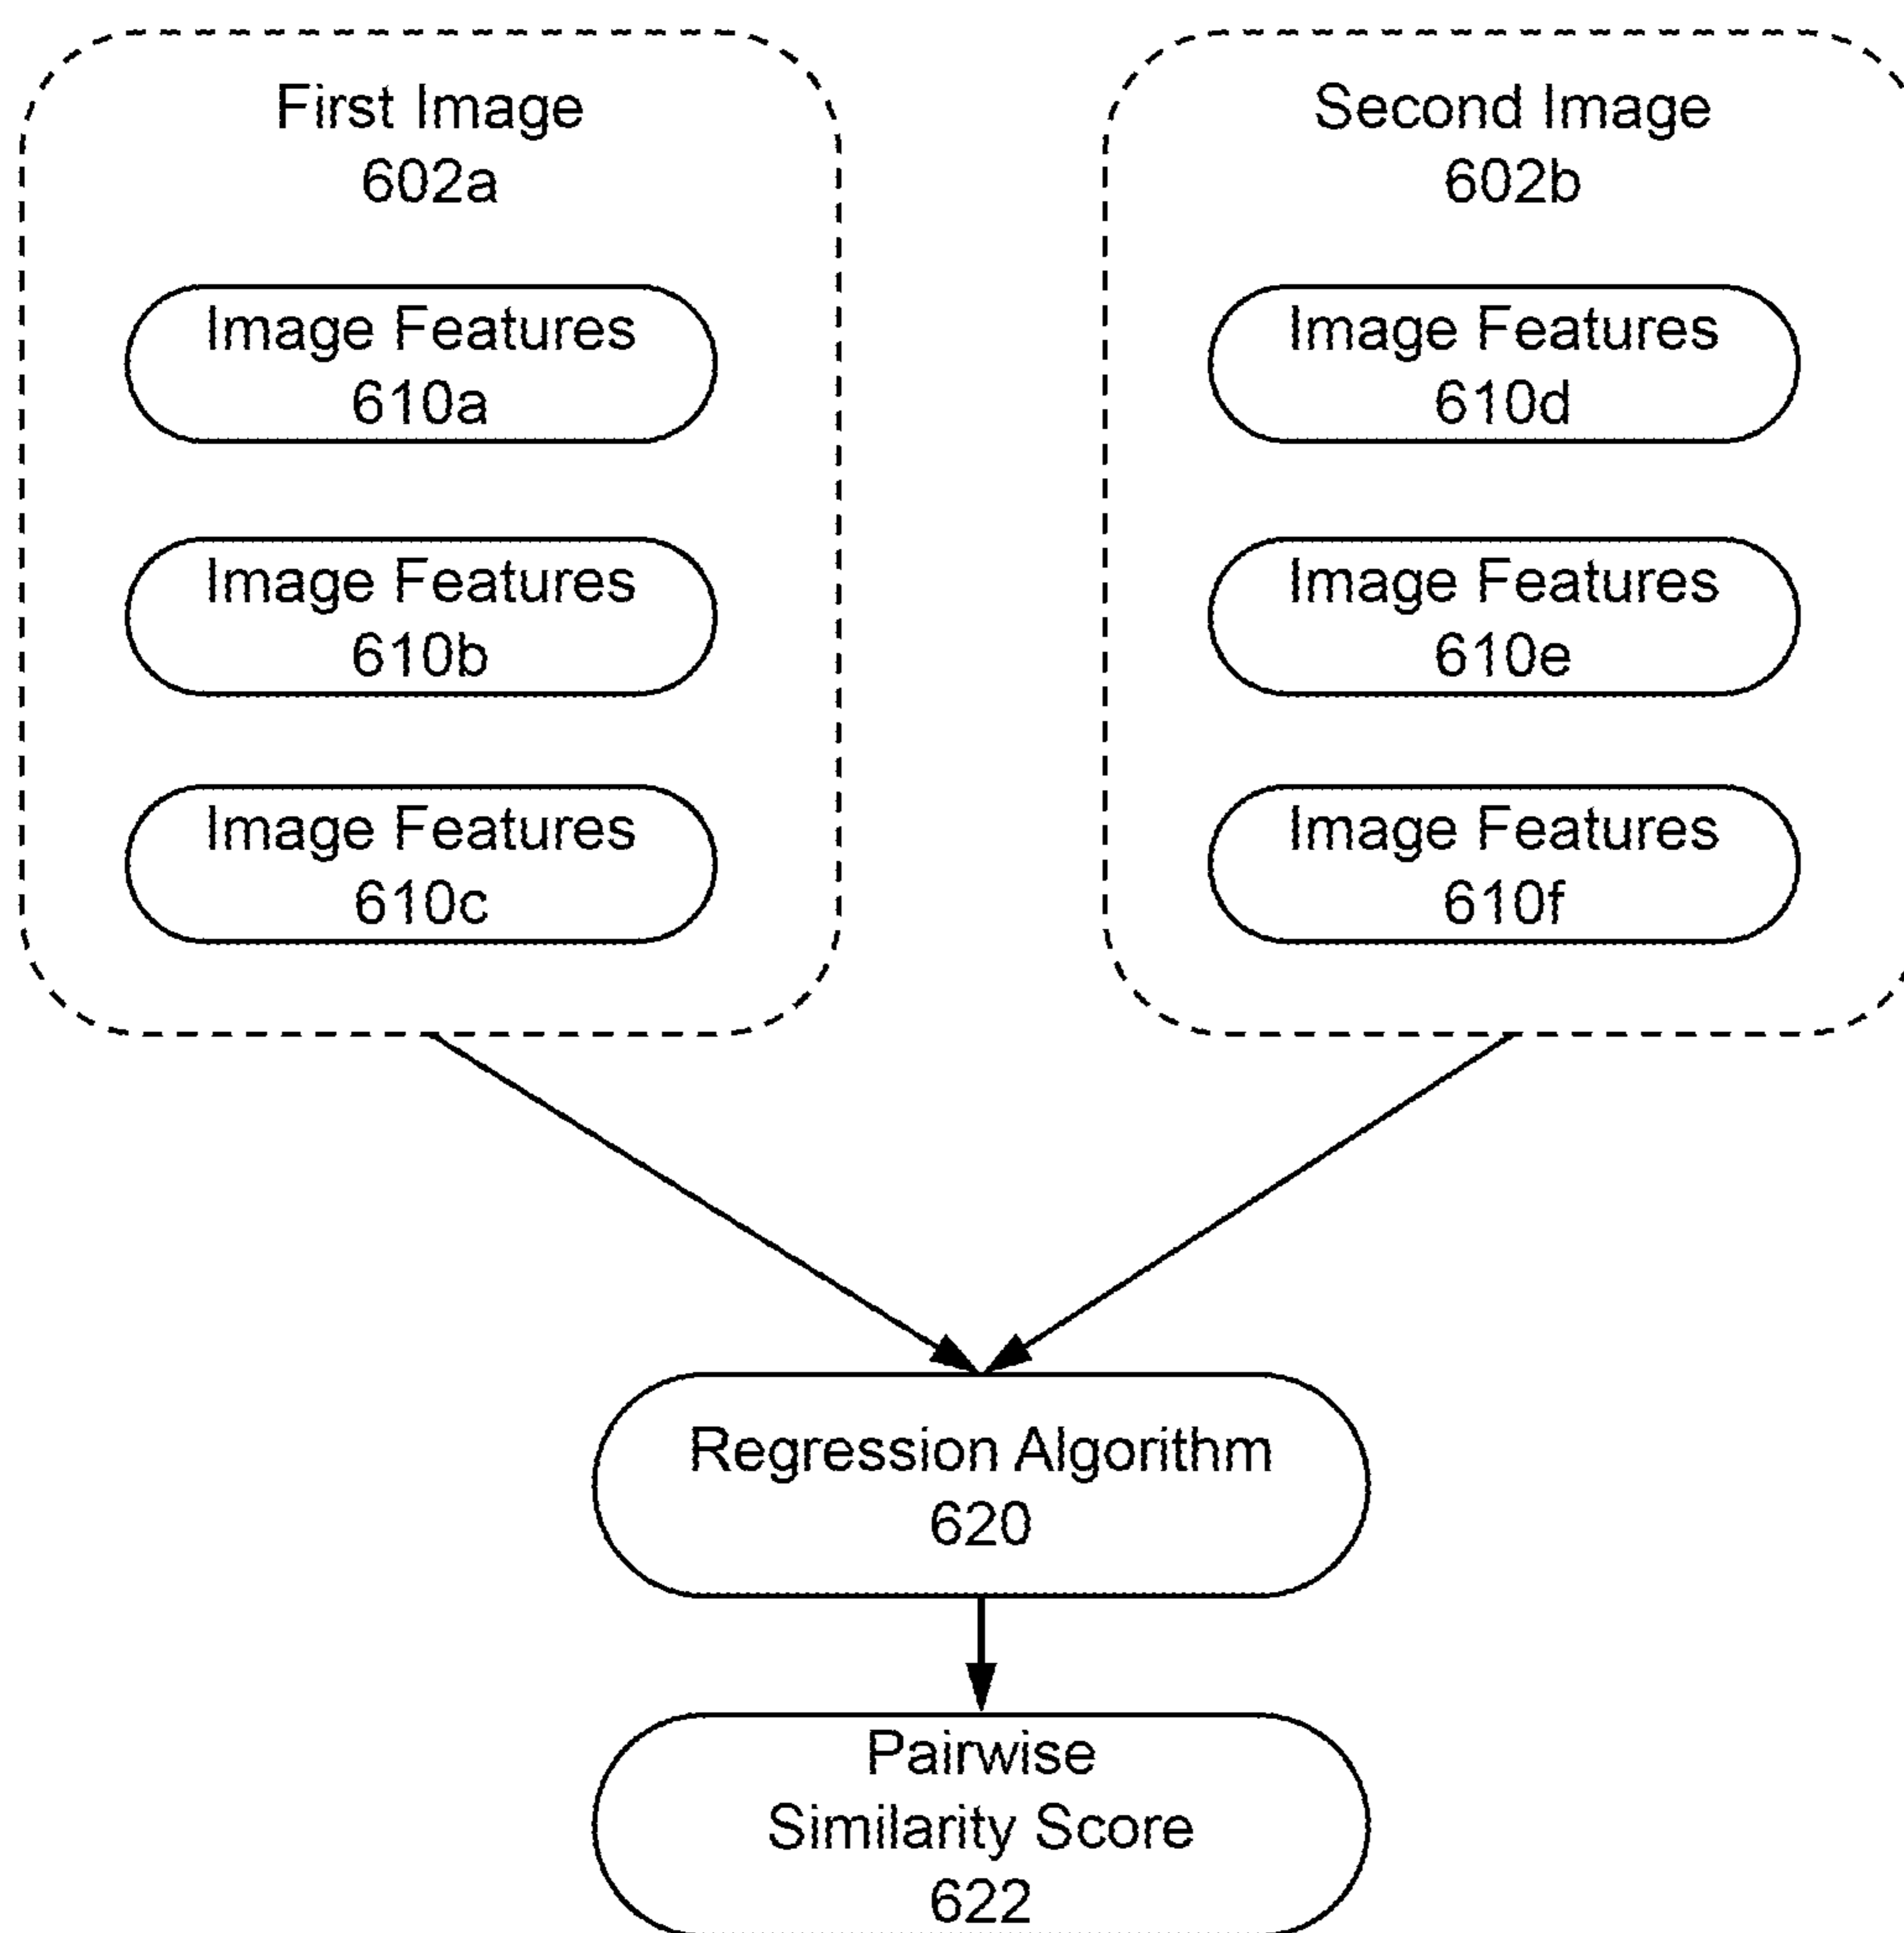 First Image
602a
Image Features
610a
Image Features
610b
Image Features
610c
Second Image
602b
Image Features
610d
Image Features
610e
Image Features
610f
Regression Algorithm
620
Pairwise
Similarity Score
622